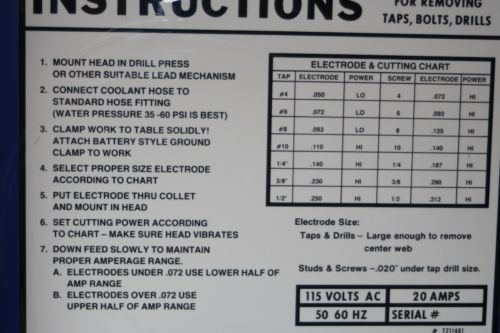 INSTRUCTIONS
FOR REMOVING
TAPS, BOLTS, DRILLS
1. MOUNT HEAD IN DRILL PRESS
OR OTHER SUITABLE LEAD MECHANISM
2. CONNECT COOLANT HOSE TO
STANDARD HOSE FITTING
(WATER PRESSURE 35 -60 PSI IS BEST)
3. CLAMP WORK TO TABLE SOLIDLY!
ATTACH BATTERY STYLE GROUND
CLAMP TO WORK
4. SELECT PROPER SIZE ELECTRODE
ACCORDING TO CHART
5. PUT ELECTRODE THRU COLLET
AND MOUNT IN HEAD
6. SET CUTTING POWER ACCORDING
TO CHART – MAKE SURE HEAD VIBRATES
7. DOWN FEED SLOWLY TO MAINTAIN
PROPER AMPERAGE RANGE.
A. ELECTRODES UNDER .072 USE LOWER HALF OF
AMP RANGE
B. ELECTRODES OVER .072 USE
UPPER HALF OF AMP RANGE
ELECTRODE & CUTTING CHART
TAP ELECTRODE POWER SCREW ELECTRODE POWER
#4 .050 LO 4 .072 HI
#6 .072 LO 6 .093 HI
#8 .093 LO 8 .125 HI
#10 .110 HI 10 .140 HI
1/4" .140 HI 1/4 .187 HI
3/8" .230 HI 3/8 .290 HI
1/2" .250 HI 1/2 .312 HI
Electrode Size:
Taps & Drills – Large enough to remove
center web
Studs & Screws –.020" under tap drill size.
115 VOLTS AC 20 AMPS
50 60 HZ SERIAL #